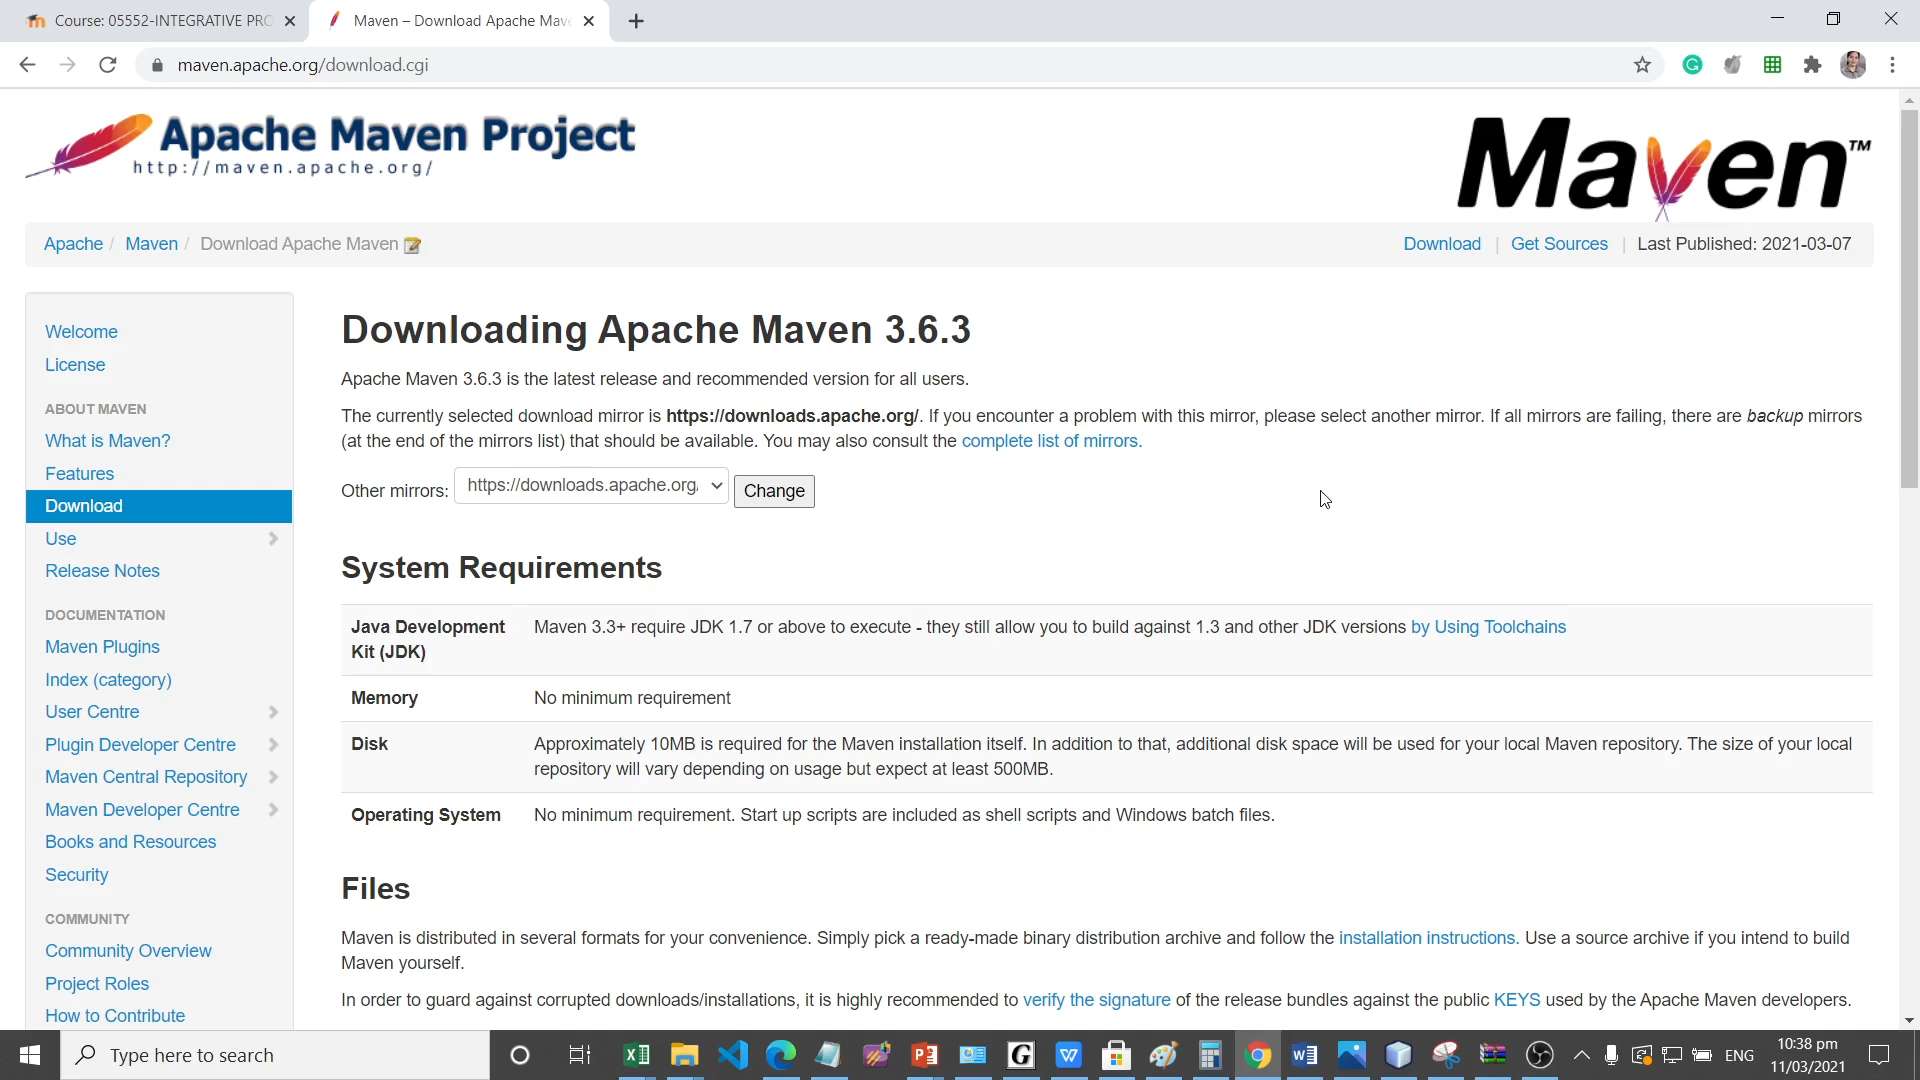 Course: 05552-INTEGRATIVE PRO
Maven – Download Apache Mav
maven.apache.org/download.cgi
Apache Maven Project
http://maven.apache.org/
Maven™
Apache / Maven / Download Apache Maven
Download | Get Sources | Last Published: 2021-03-07
Welcome
License
ABOUT MAVEN
What is Maven?
Features
Download
Use
Release Notes
DOCUMENTATION
Maven Plugins
Index (category)
User Centre
Plugin Developer Centre
Maven Central Repository
Maven Developer Centre
Books and Resources
Security
COMMUNITY
Community Overview
Project Roles
How to Contribute
Downloading Apache Maven 3.6.3
Apache Maven 3.6.3 is the latest release and recommended version for all users.
The currently selected download mirror is https://downloads.apache.org/. If you encounter a problem with this mirror, please select another mirror. If all mirrors are failing, there are backup mirrors
(at the end of the mirrors list) that should be available. You may also consult the complete list of mirrors.
Other mirrors: https://downloads.apache.org/ Change
System Requirements
Java Development Maven 3.3+ require JDK 1.7 or above to execute - they still allow you to build against 1.3 and other JDK versions by Using Toolchains
Kit (JDK)
Memory No minimum requirement
Disk Approximately 10MB is required for the Maven installation itself. In addition to that, additional disk space will be used for your local Maven repository. The size of your local
repository will vary depending on usage but expect at least 500MB.
Operating System No minimum requirement. Start up scripts are included as shell scripts and Windows batch files.
Files
Maven is distributed in several formats for your convenience. Simply pick a ready-made binary distribution archive and follow the installation instructions. Use a source archive if you intend to build
Maven yourself.
In order to guard against corrupted downloads/installations, it is highly recommended to verify the signature of the release bundles against the public KEYS used by the Apache Maven developers.
Type here to search
ENG
10:38 pm
11/03/2021